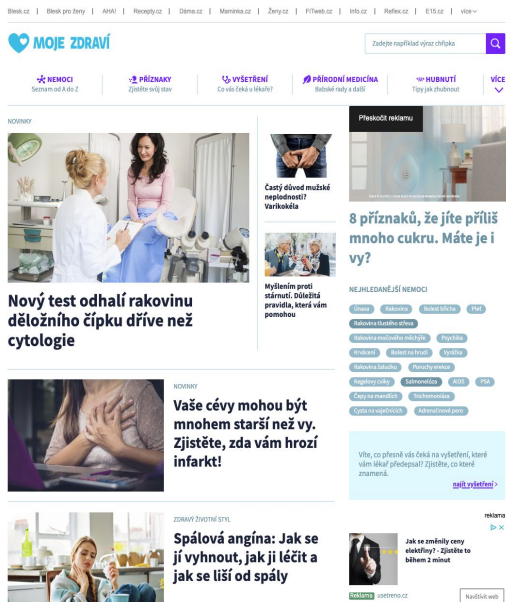 Blesk.cz | Blesk pro ženy | AHA! | Recepty.cz | Dáma.cz | Maminka.cz | Ženy.cz | FITweb.cz | Info.cz | Reflex.cz | E15.cz | více
MOJE ZDRAVÍ
Zadejte například výraz chřipka
NEMOCI
Seznam od A do Z
PŘÍZNAKY
Zjistěte svůj stav
VYŠETŘENÍ
Co vás čeká u lékaře?
PŘÍRODNÍ MEDICÍNA
Babské rady a další
HUBNUTÍ
Tipy jak zhubnout
VÍCE
NOVINKY
Nový test odhalí rakovinu
děložního čípku dříve než
cytologie
Častý důvod mužské
neplodnosti?
Varikokéla
Myšlením proti
stárnutí. Důležitá
pravidla, která vám
pomohou
NOVINKY
Vaše cévy mohou být
mnohem starší než vy.
Zjistěte, zda vám hrozí
infarkt!
ZDRAVÝ ŽIVOTNÍ STYL
Spálová angína: Jak se
jí vyhnout, jak ji léčit a
jak se liší od spály
Přeskočit reklamu
8 příznaků, že jíte příliš
mnoho cukru. Máte je i
vy?
NEJHLEDANĚJŠÍ NEMOCI
Únava Rakovina Bolest břicha Pleť
Rakovina tlustého střeva
Rakovina močového měchýře Psychika
Krvácení Bolest na hrudi Vyrážka
Rakovina žaludku Poruchy erekce
Kegelovy cviky Salmonelóza AIDS PSA
Čepy na mandlích Trichomoniáza
Cysta na vaječnících Adrenalinové pero
Víte, co přesně vás čeká na vyšetření, které
vám lékař předepsal? Zjistěte, co které
znamená.
najít vyšetření >
reklama
Jak se změnily ceny
elektřiny? - Zjistěte to
během 2 minut
Reklama usetreno.cz
Navštívit web